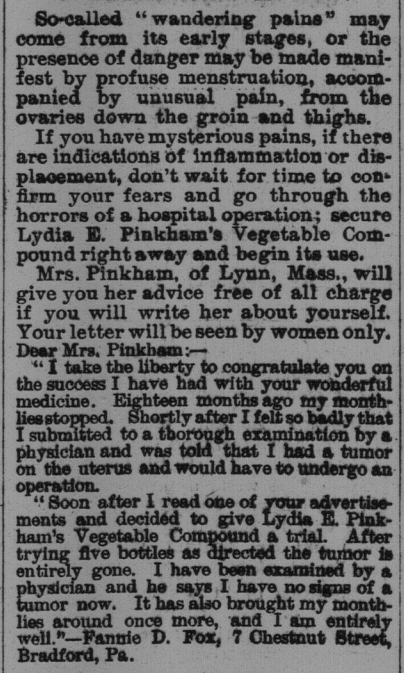 So-called "wandering pains" may
come from its early stages, or the
presence of danger may be made mani-
fest by profuse menstruation, accom-
panied by unusual pain, from the
ovaries down the groin and thighs.
If you have mysterious pains, if there
are indications of inflammation or dis-
placement, don't wait for time to con-
firm your fears and go through the
horrors of a hospital operation; secure
Lydia E. Pinkham's Vegetable Com-
pound right away and begin its use.
Mrs. Pinkham, of Lynn, Mass., will
give you her advice free of all charge
if you will write her about yourself.
Your letter will be seen by women only.
Dear Mrs. Pinkham:—
"I take the liberty to congratulate you on
the success I have had with your wonderful
medicine. Eighteen months ago my month-
lies stopped. Shortly after I felt so badly that
I submitted to a thorough examination by a
physician and was told that I had a tumor
on the uterus and would have to undergo an
operation.
"Soon after I read one of your advertise-
ments and decided to give Lydia E. Pink-
ham's Vegetable Compound a trial. After
trying five bottles as directed the tumor is
entirely gone. I have been examined by a
physician and he says I have no signs of a
tumor now. It has also brought my month-
lies around once more, and I am entirely
well."—Fannie D. Fox, 7 Chestnut Street,
Bradford, Pa.